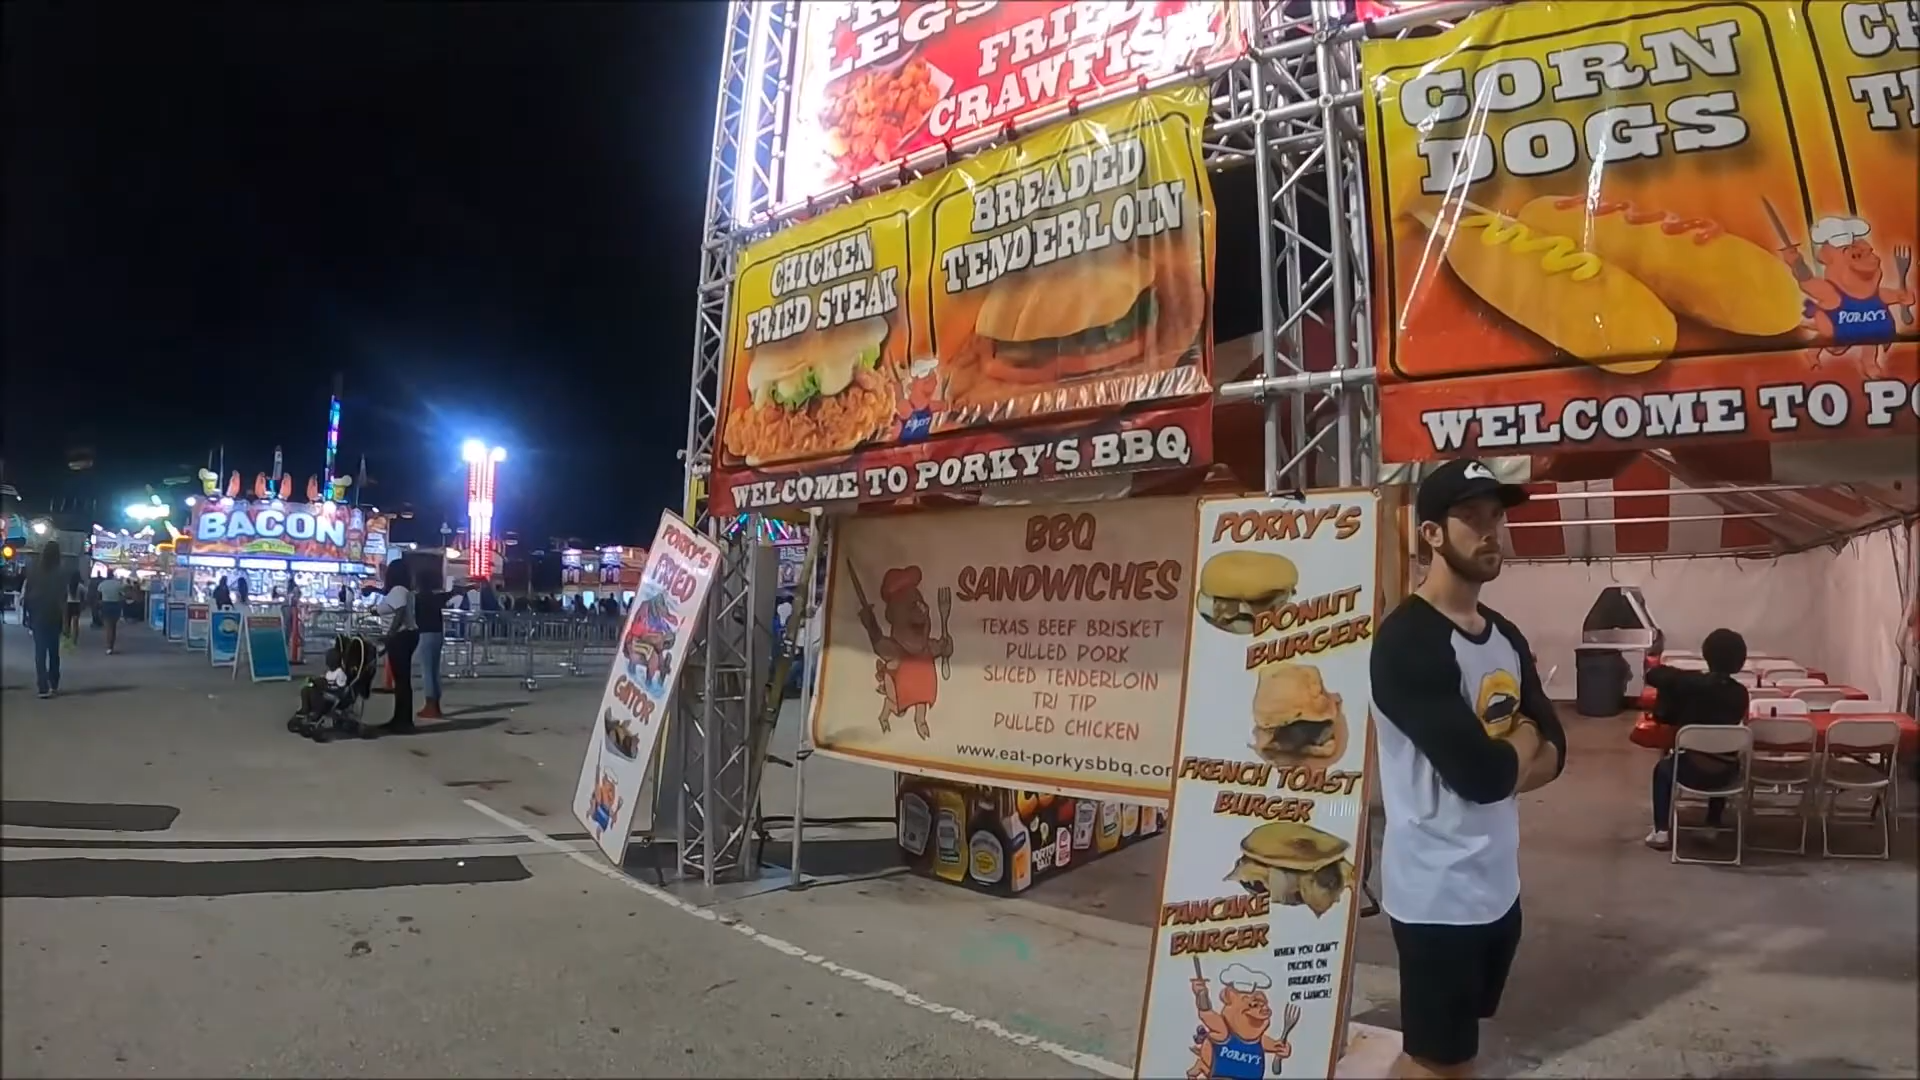 LEGS
FRIED
CRAWFISH
CHICKEN
FRIED STEAK
BREADED
TENDERLOIN
PORKY'S
WELCOME TO PORKY'S BBQ
CORN
DOGS
PORKY'S
WELCOME TO
BACON
PORKY'S
FRIED
GATOR
BBQ
SANDWICHES
TEXAS BEEF BRISKET
PULLED PORK
SLICED TENDERLOIN
TRI TIP
PULLED CHICKEN
www.eat-porkysbbq.com
PORKY'S
DONUT
BURGER
FRENCH TOAST
BURGER
PANCAKE
BURGER
WHEN YOU CAN'T
DECIDE ON
BREAKFAST
OR LUNCH!
PORKY'S